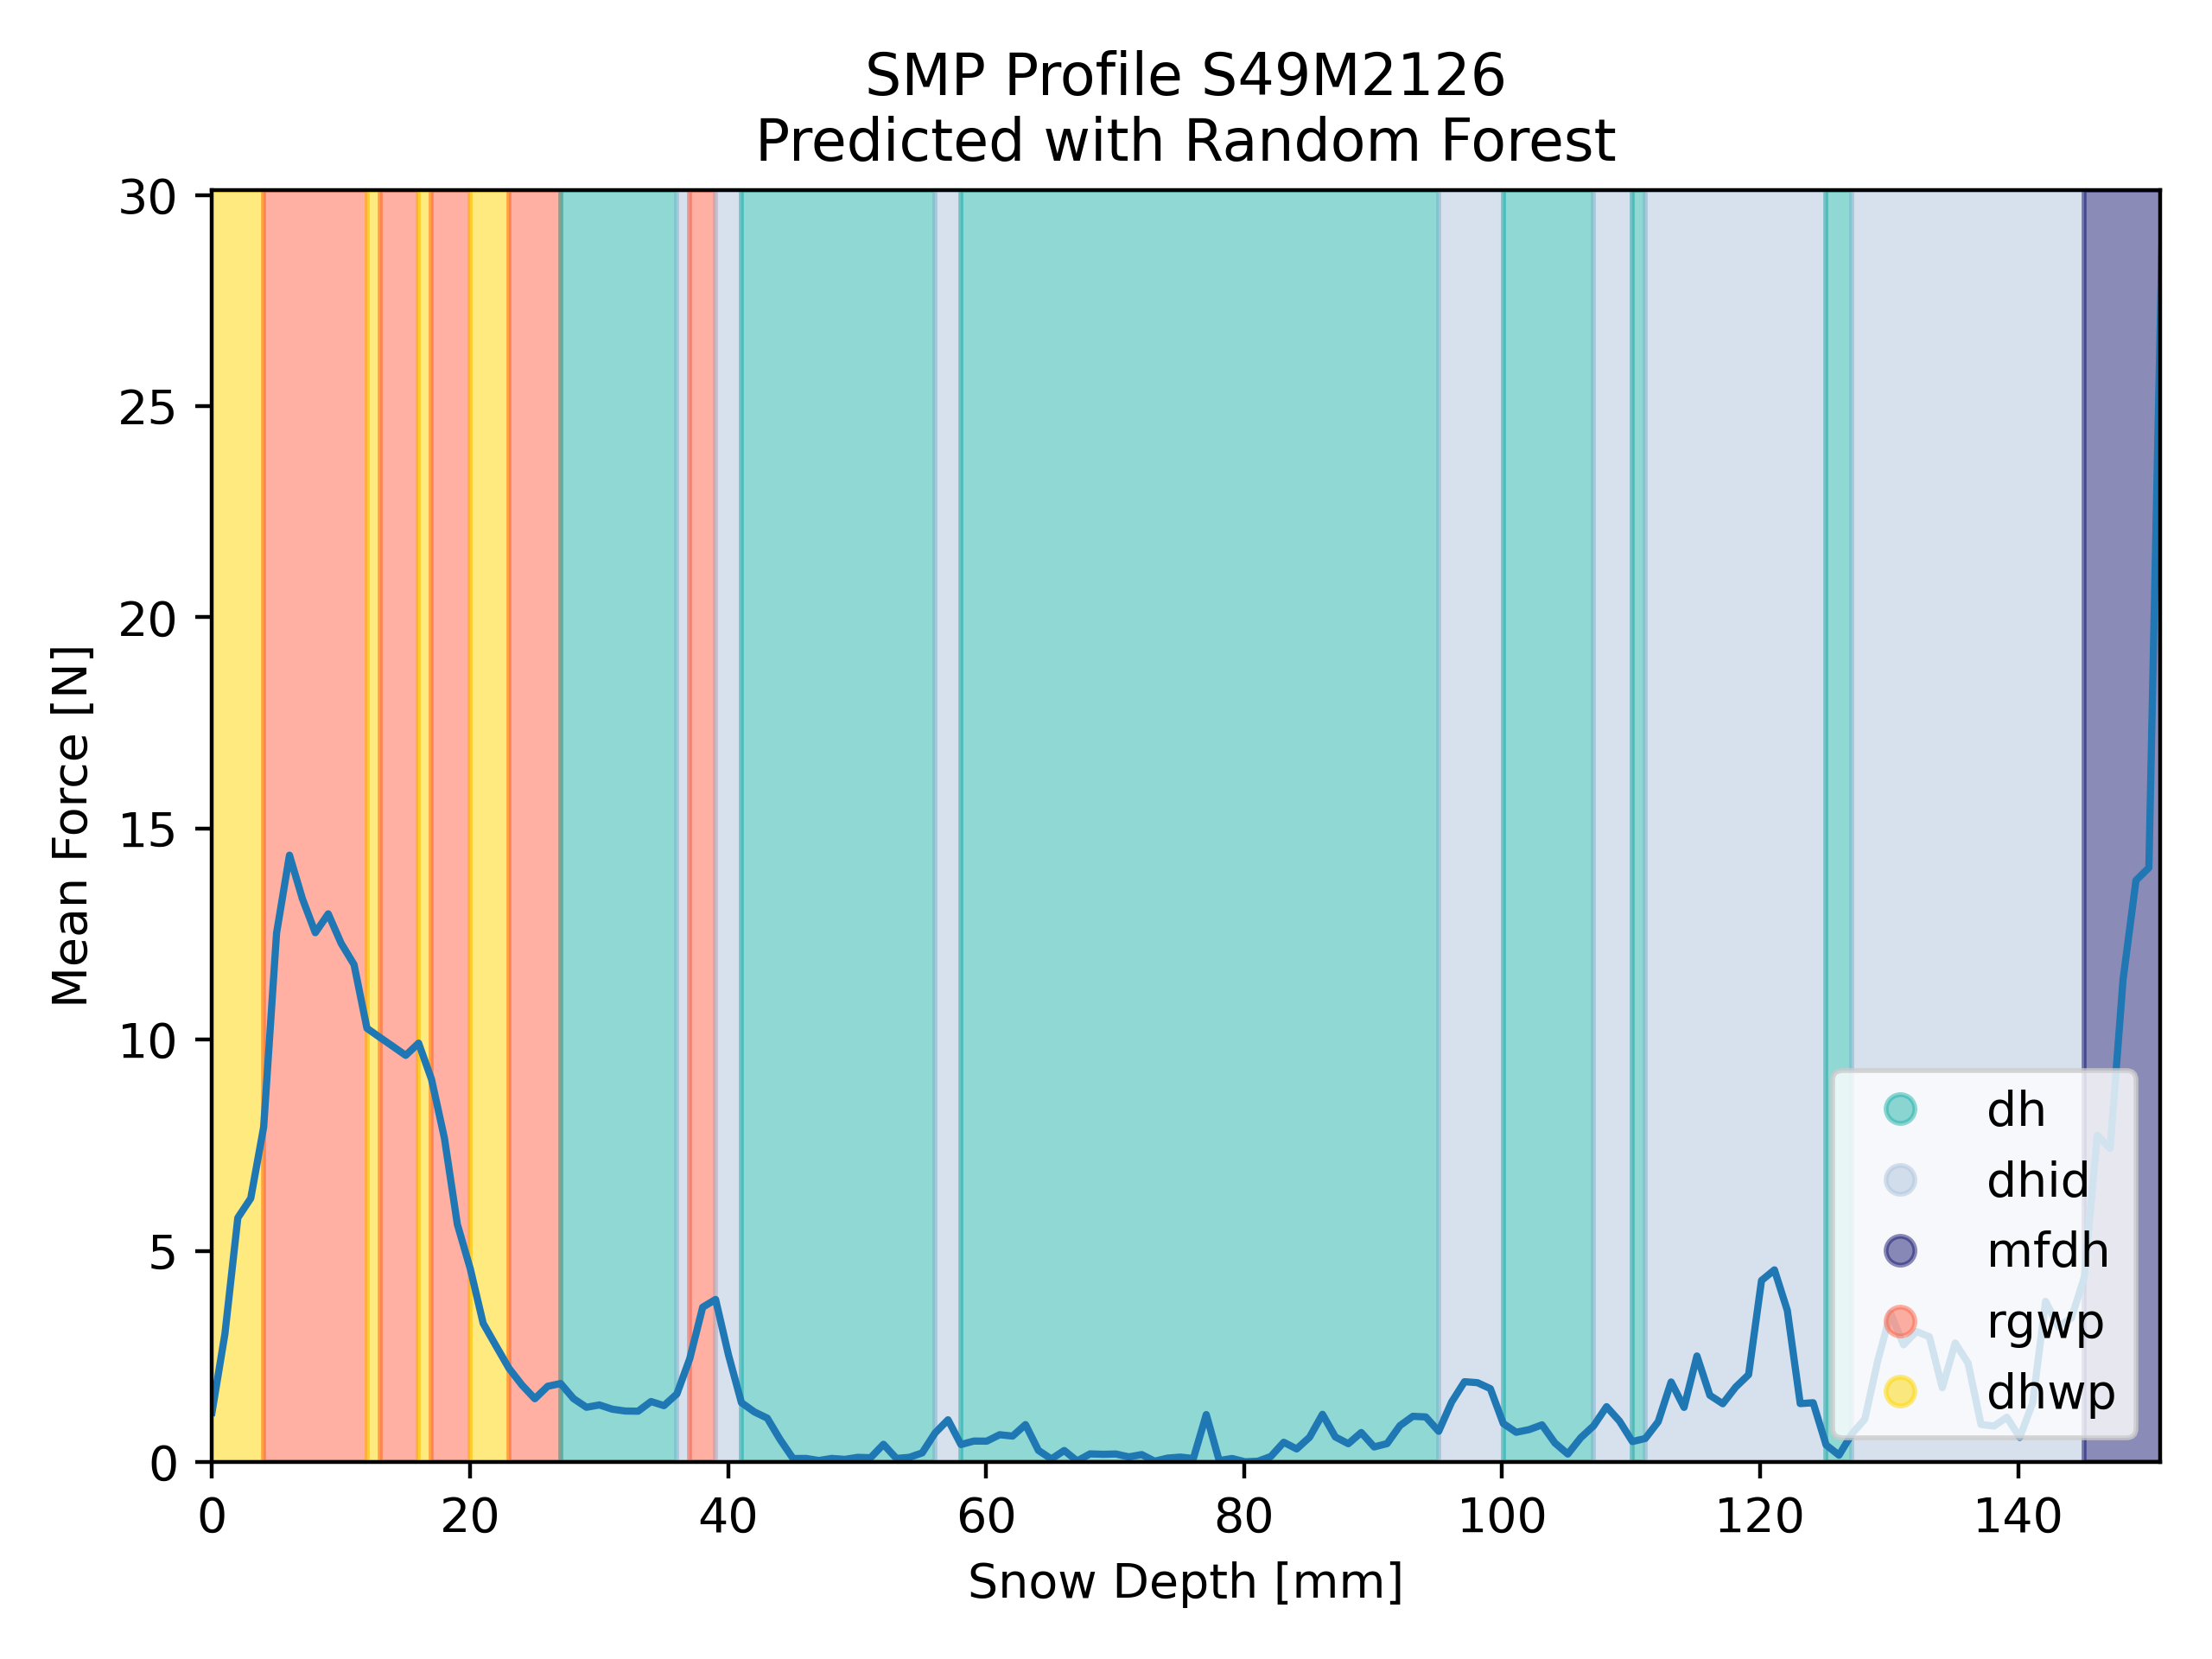 SMP Profile S49M2126
Predicted with Random Forest
30
25
20
15
10
5
0
Mean Force [N]
0 20 40 60 80 100 120 140
Snow Depth [mm]
dh
dhid
mfdh
rgwp
dhwp